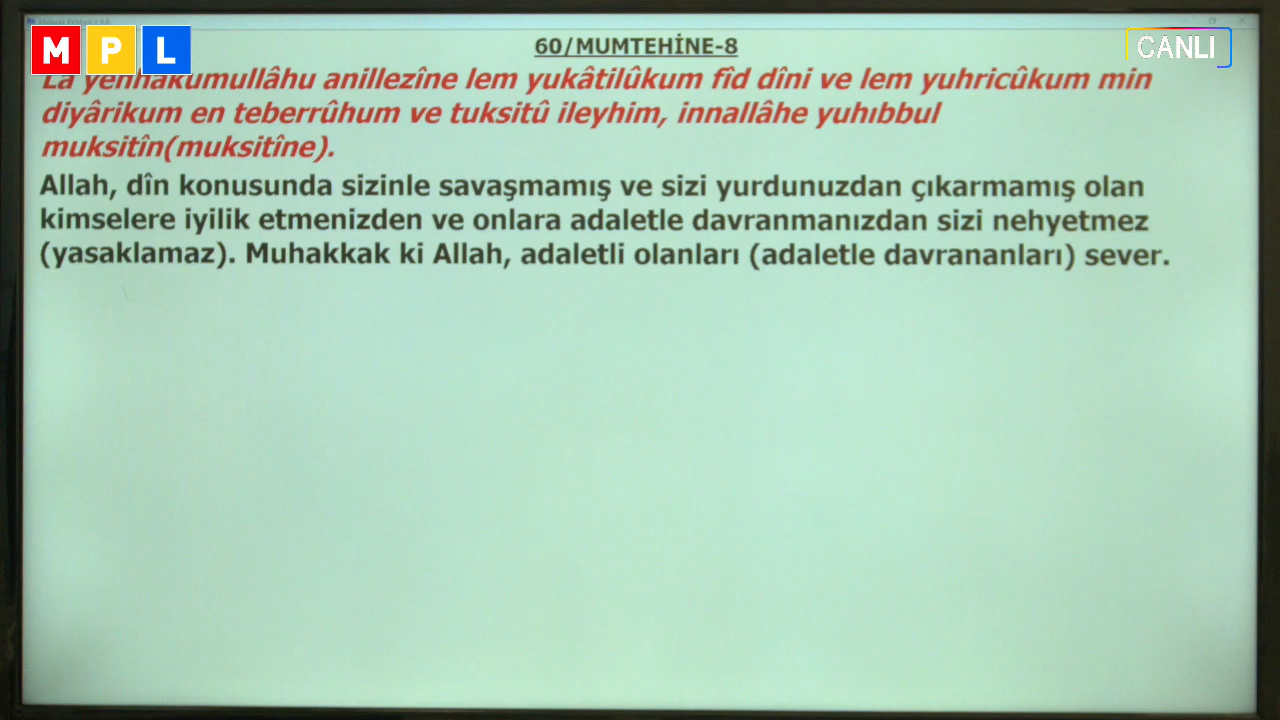 MPL
CANLI
60/MUMTEHİNE-8
Lâ yenhâkumullâhu anillezîne lem yukâtilûkum fîd dîni ve lem yuhricûkum min
diyârikum en teberrûhum ve tuksitû ileyhim, innallâhe yuhıbbul
muksitîn(muksitîne).
Allah, dîn konusunda sizinle savaşmamış ve sizi yurdunuzdan çıkarmamış olan
kimselere iyilik etmenizden ve onlara adaletle davranmanızdan sizi nehyetmez
(yasaklamaz). Muhakkak ki Allah, adaletli olanları (adaletle davrananları) sever.